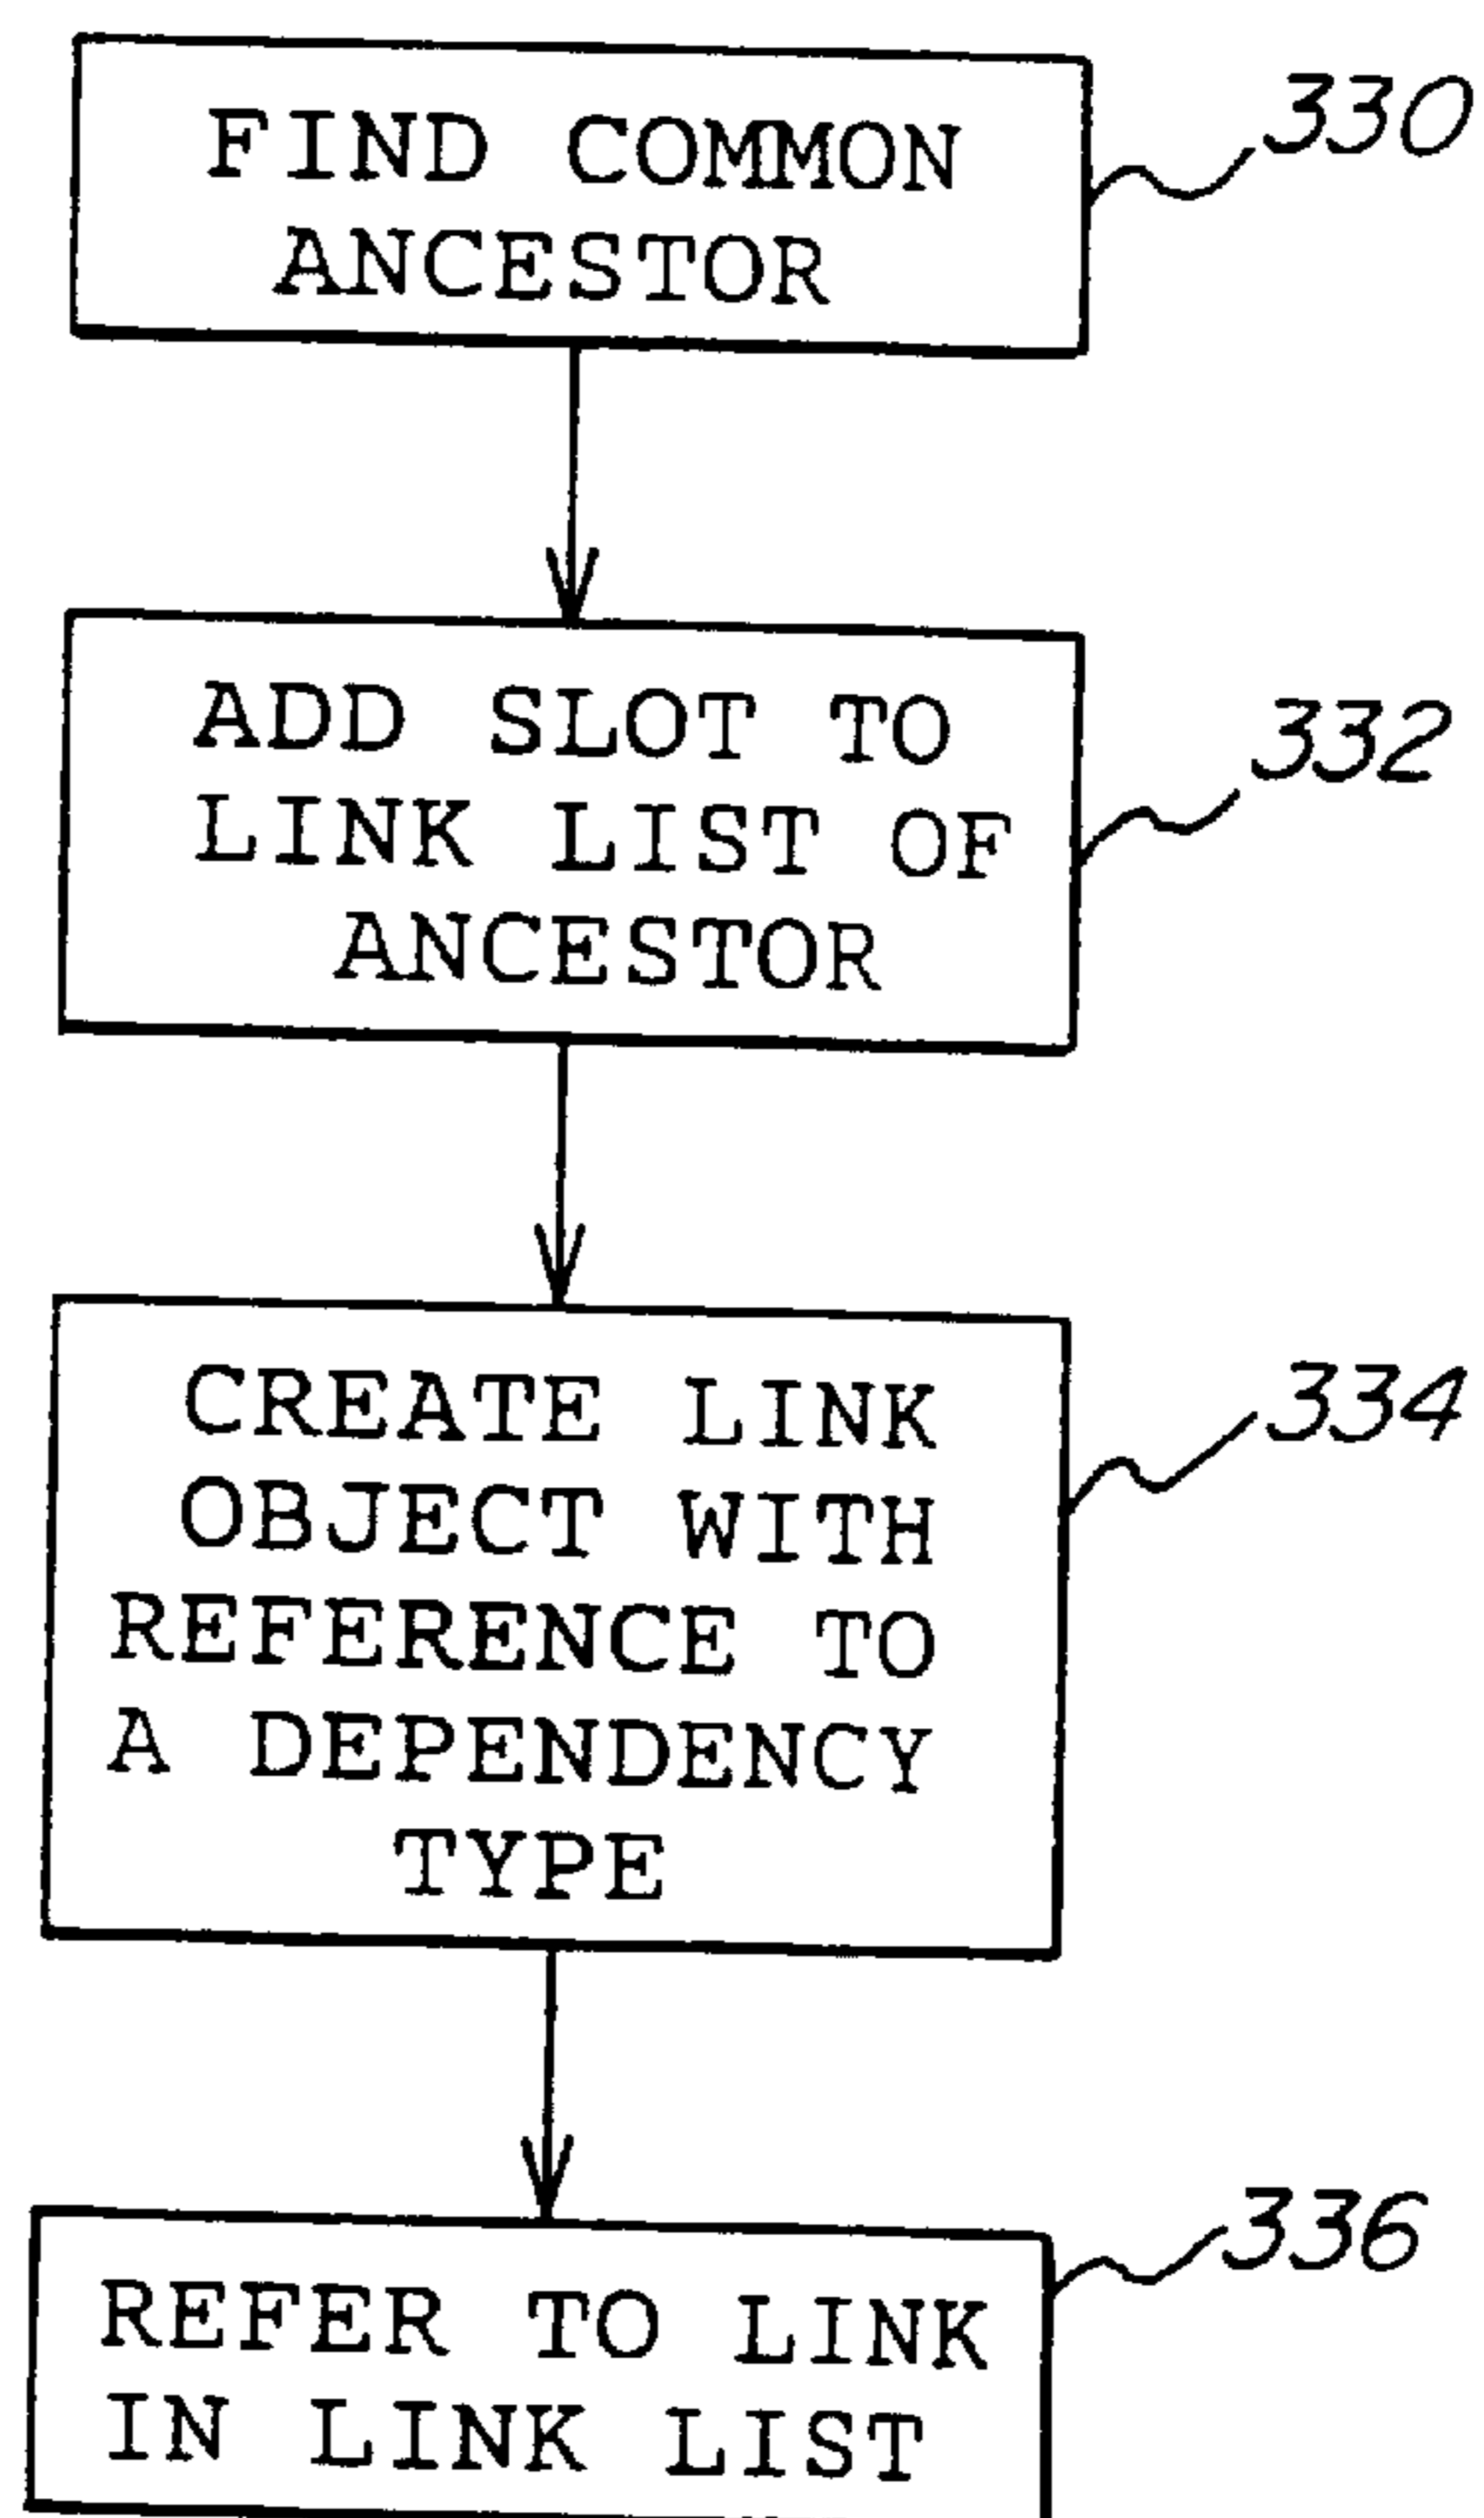 FIND COMMON
ANCESTOR
330
ADD SLOT TO
LINK LIST OF
ANCESTOR
332
CREATE LINK
OBJECT WITH
REFERENCE TO
A DEPENDENCY
TYPE
334
REFER TO LINK
IN LINK LIST
336